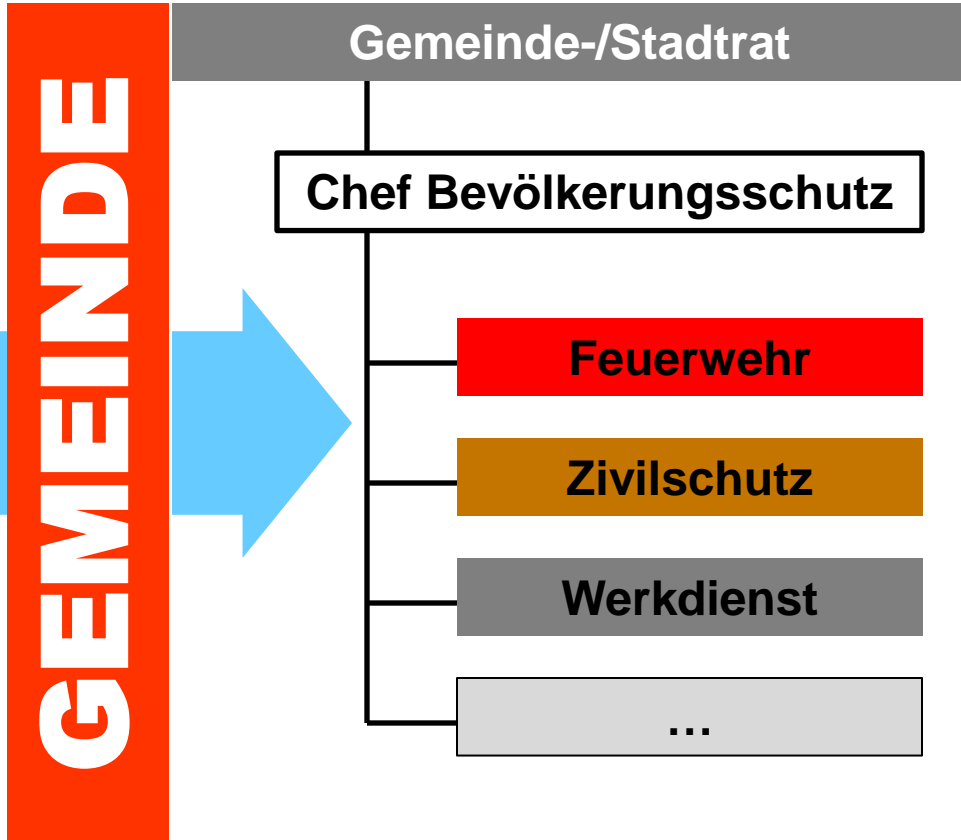 GEMEINDE
Gemeinde-/Stadtrat
Chef Bevölkerungsschutz
Feuerwehr
Zivilschutz
Werkdienst
…